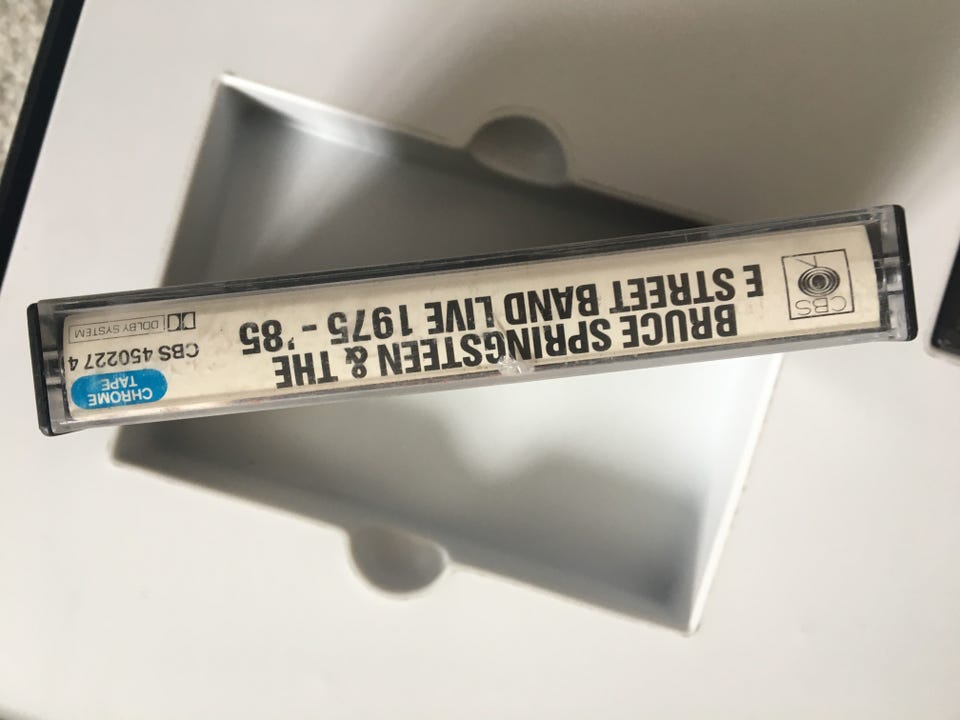 CBS
BRUCE SPRINGSTEEN & THE
E STREET BAND LIVE 1975 - '85
CHROME
TAPE
CBS 450227 4
DOLBY SYSTEM